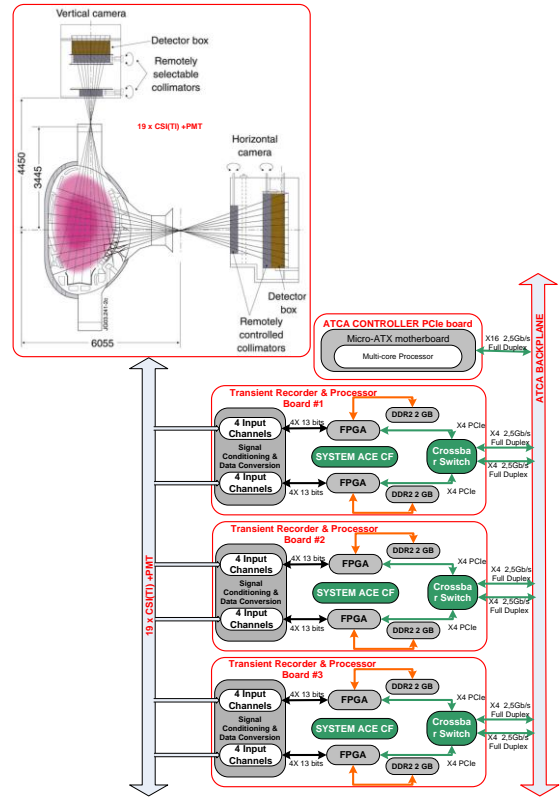 Vertical camera
Detector box
Remotely
selectable
collimators
19 x CSI(TI) +PMT
Horizontal
camera
4450
3445
JG03.241-2c
Detector
box
Remotely
controlled
collimators
6055
ATCA CONTROLLER PCIe board
Micro-ATX motherboard
Multi-core Processor
X16 2,5Gb/s
Full Duplex
ATCA BACKPLANE
19 x CSI(TI) +PMT
Transient Recorder & Processor
Board #1
4 Input
Channels
Signal
Conditioning &
Data Conversion
4 Input
Channels
4X 13 bits
4X 13 bits
FPGA
DDR2 2 GB
SYSTEM ACE CF
FPGA
DDR2 2 GB
X4 PCIe
Crossba
r Switch
X4 PCIe
X4 2,5Gb/s
Full Duplex
X4 2,5Gb/s
Full Duplex
Transient Recorder & Processor
Board #2
4 Input
Channels
Signal
Conditioning &
Data Conversion
4 Input
Channels
4X 13 bits
4X 13 bits
FPGA
DDR2 2 GB
SYSTEM ACE CF
FPGA
DDR2 2 GB
X4 PCIe
Crossba
r Switch
X4 PCIe
X4 2,5Gb/s
Full Duplex
X4 2,5Gb/s
Full Duplex
Transient Recorder & Processor
Board #3
4 Input
Channels
Signal
Conditioning &
Data Conversion
4 Input
Channels
4X 13 bits
4X 13 bits
FPGA
DDR2 2 GB
SYSTEM ACE CF
FPGA
DDR2 2 GB
X4 PCIe
Crossba
r Switch
X4 PCIe
X4 2,5Gb/s
Full Duplex
X4 2,5Gb/s
Full Duplex